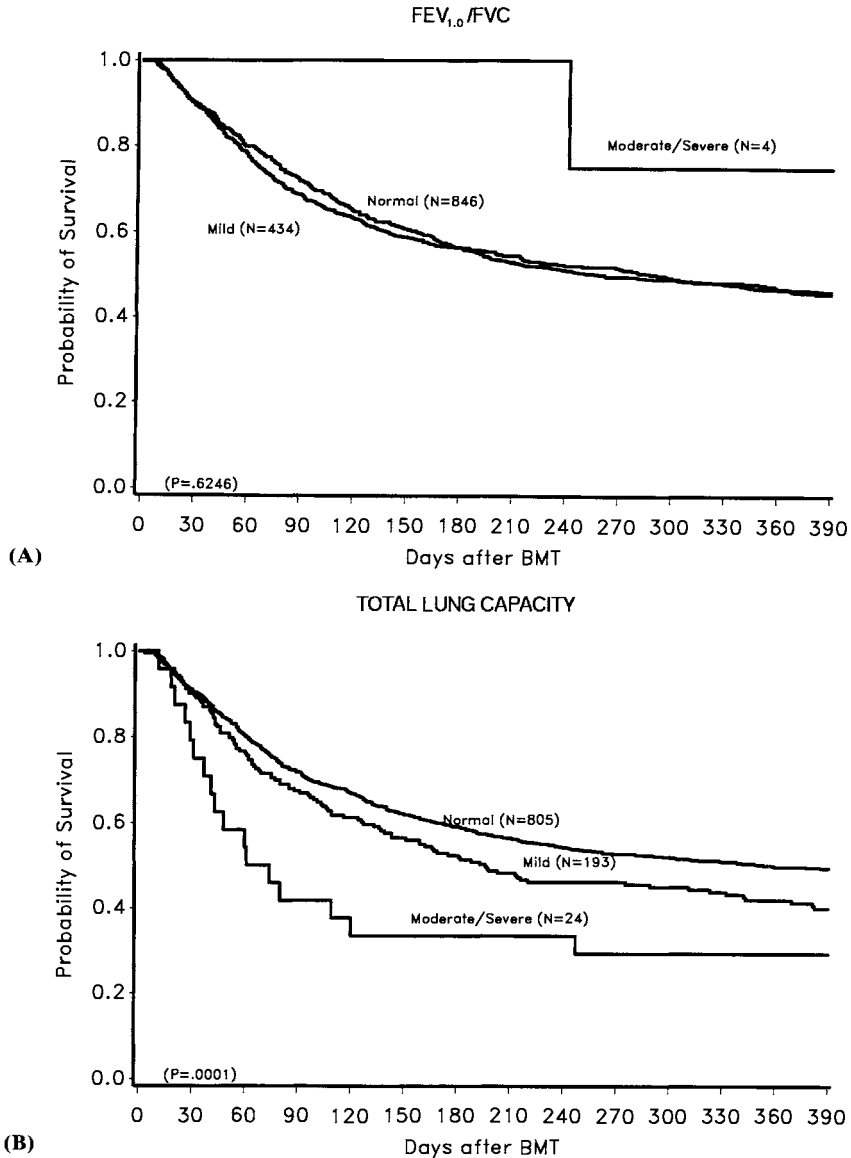 FEV1.0/FVC
Probability of Survival
1.0
0.8
0.6
0.4
0.2
0.0
Moderate/Severe (N=4)
Normal (N=846)
Mild (N=434)
(P=.6246)
0 30 60 90 120 150 180 210 240 270 300 330 360 390
Days after BMT
(A)
TOTAL LUNG CAPACITY
Probability of Survival
1.0
0.8
0.6
0.4
0.2
0.0
Normal (N=805)
Mild (N=193)
Moderate/Severe (N=24)
(P=.0001)
0 30 60 90 120 150 180 210 240 270 300 330 360 390
Days after BMT
(B)